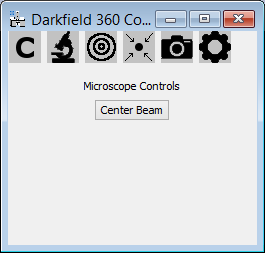 Darkfield 360 Co...
C
Microscope Controls
Center Beam